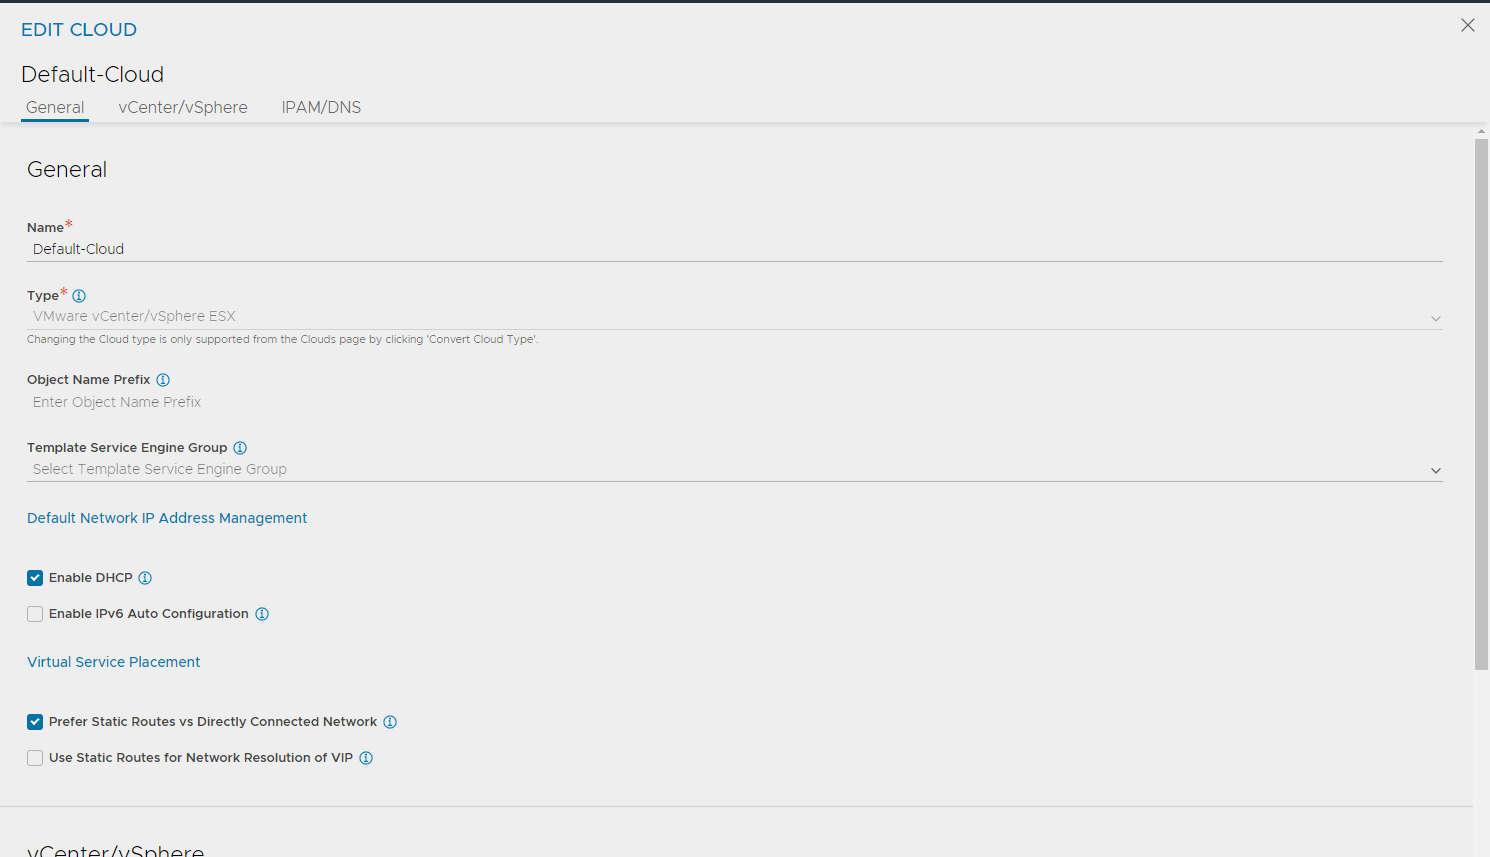 EDIT CLOUD
Default-Cloud
General vCenter/vSphere IPAM/DNS
General
Name*
Default-Cloud
Type*
VMware vCenter/vSphere ESX
Changing the Cloud type is only supported from the Clouds page by clicking 'Convert Cloud Type'.
Object Name Prefix
Enter Object Name Prefix
Template Service Engine Group
Select Template Service Engine Group
Default Network IP Address Management
Enable DHCP
Enable IPv6 Auto Configuration
Virtual Service Placement
Prefer Static Routes vs Directly Connected Network
Use Static Routes for Network Resolution of VIP
vCenter/vSphere